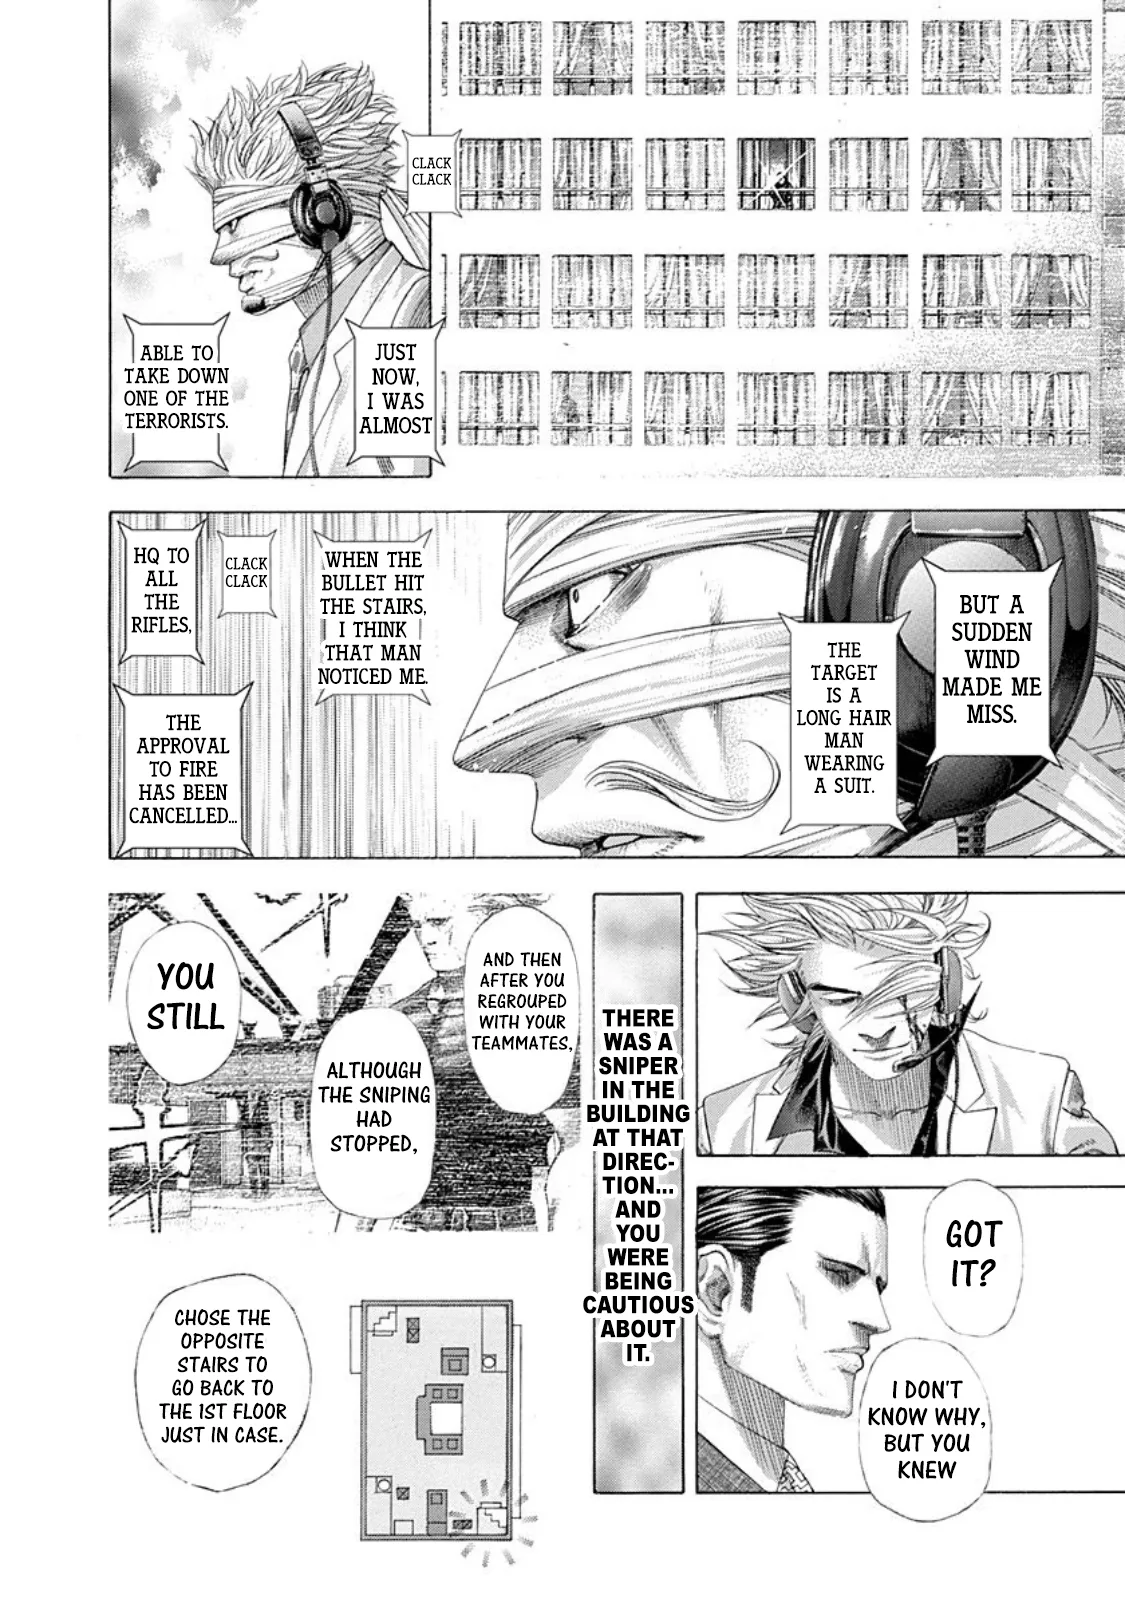 CLACK
CLACK
JUST
NOW,
I WAS
ALMOST
ABLE TO
TAKE DOWN
ONE OF THE
TERRORISTS.
BUT A
SUDDEN
WIND
MADE ME
MISS.
THE
TARGET
IS A
LONG HAIR
MAN
WEARING
A SUIT.
WHEN THE
BULLET HIT
THE STAIRS,
I THINK
THAT MAN
NOTICED ME.
CLACK
CLACK
HQ TO
ALL
THE
RIFLES,
THE
APPROVAL
TO FIRE
HAS BEEN
CANCELLED...
GOT
IT?
I DON'T
KNOW WHY,
BUT YOU
KNEW
THERE
WAS A
SNIPER
IN THE
BUILDING
AT THAT
DIREC-
TION...
AND
YOU
WERE
BEING
CAUTIOUS
ABOUT
IT.
AND THEN
AFTER YOU
REGROUPED
WITH YOUR
TEAMMATES,
ALTHOUGH
THE SNIPING
HAD
STOPPED,
YOU
STILL
CHOSE THE
OPPOSITE
STAIRS TO
GO BACK TO
THE 1ST FLOOR
JUST IN CASE.